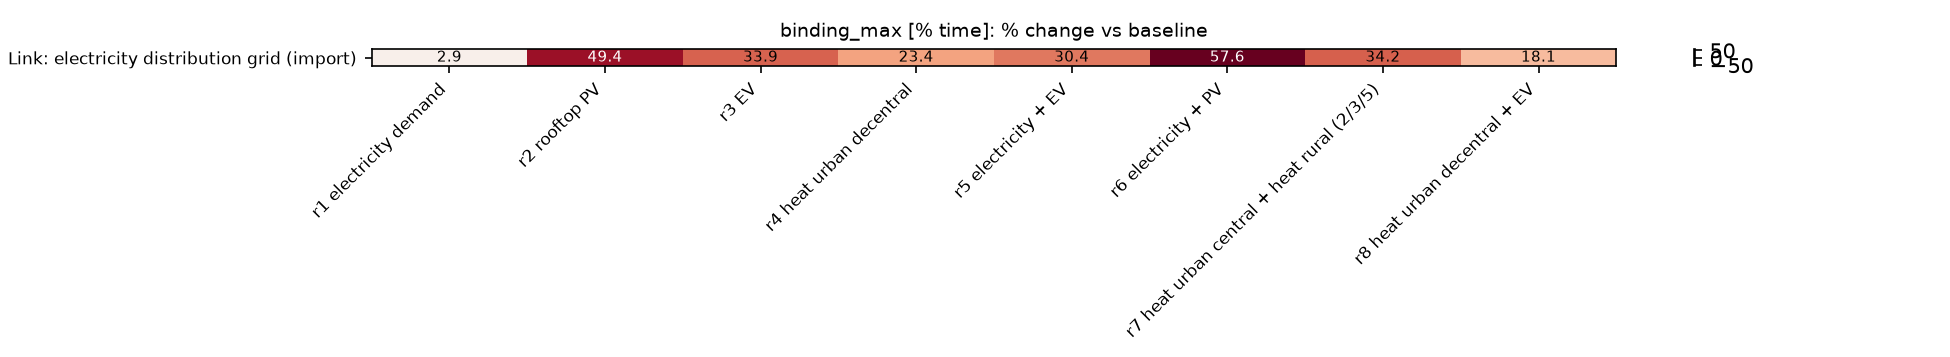 binding_max [% time]: % change vs baseline
Link: electricity distribution grid (import)
2.9 49.4 33.9 23.4 30.4 57.6 34.2 18.1
50
0
−50
r1 electricity demand
r2 rooftop PV
r3 EV
r4 heat urban decentral
r5 electricity + EV
r6 electricity + PV
r7 heat urban central + heat rural (2/3/5)
r8 heat urban decentral + EV